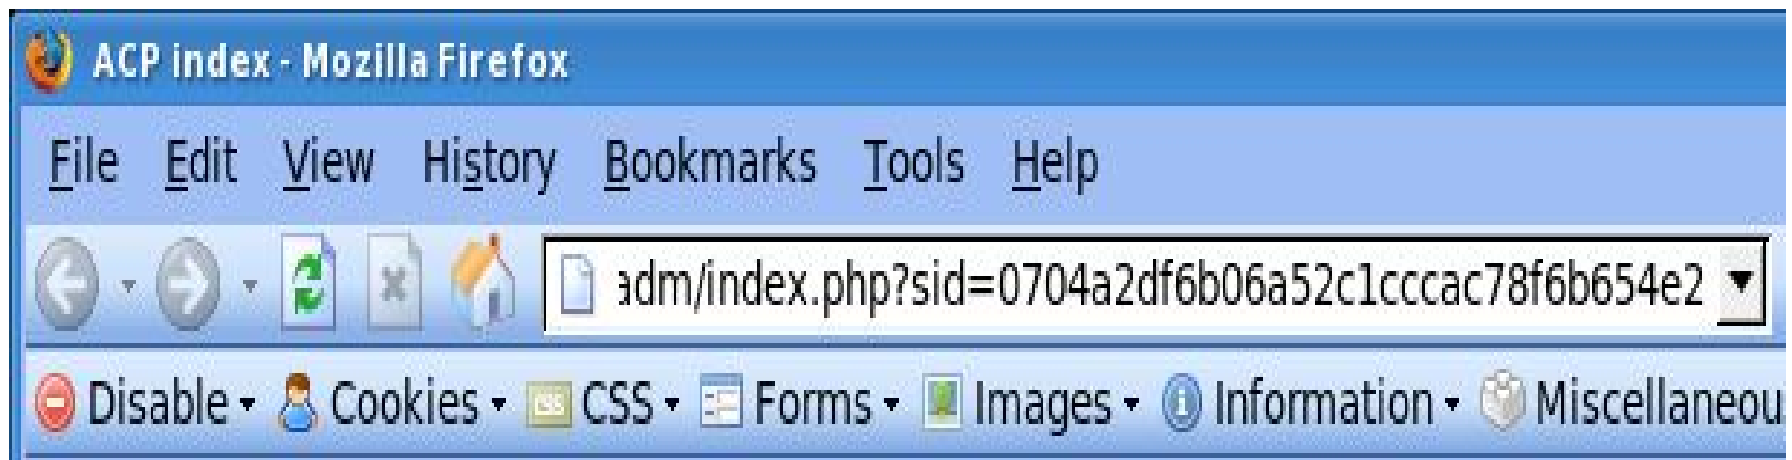 ACP index - Mozilla Firefox
File Edit View History Bookmarks Tools Help
adm/index.php?sid=0704a2df6b06a52c1cccac78f6b654e2
Disable Cookies CSS Forms Images Information Miscellaneou